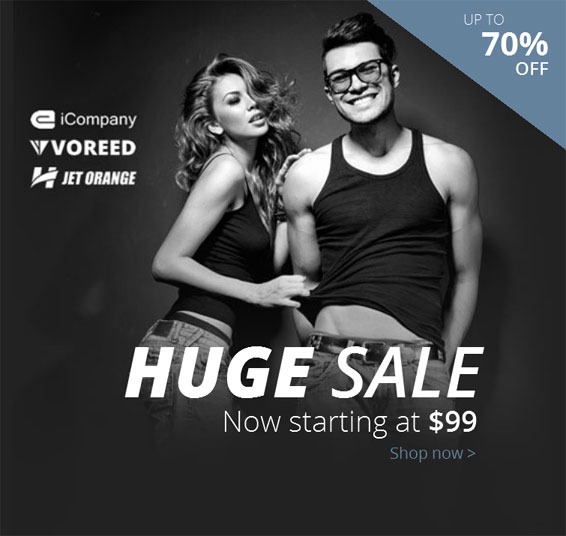 UP TO
70%
OFF
iCompany
VOREED
JET ORANGE
HUGE SALE
Now starting at $99
Shop now >